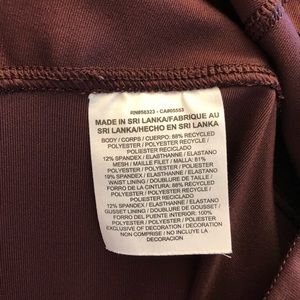 RN#56323 - CA#05553
MADE IN SRI LANKA/FABRIQUE AU
SRI LANKA/HECHO EN SRI LANKA
BODY / CORPS / CUERPO: 88% RECYCLED
POLYESTER / POLYESTER RECYCLE /
POLIESTER RECICLADO
12% SPANDEX / ELASTHANNE / ELASTANO
MESH / MAILLE FILET / MALLA: 81%
POLYESTER / POLYESTER / POLIESTER
19% SPANDEX / ELASTHANNE / ELASTANO
WAIST LINING / DOUBLURE DE TAILLE /
FORRO DE LA CINTURA: 88% RECYCLED
POLYESTER / POLYESTER RECYCLE /
POLIESTER RECICLADO
12% SPANDEX / ELASTHANNE / ELASTANO
GUSSET LINING / DOUBLURE DE GOUSSET /
FORRO DEL PUENTE INTERIOR: 100%
POLYESTER / POLYESTER / POLIESTER
EXCLUSIVE OF DECORATION / DECORATION
NON COMPRISE / NO INCLUYE LA
DECORACION